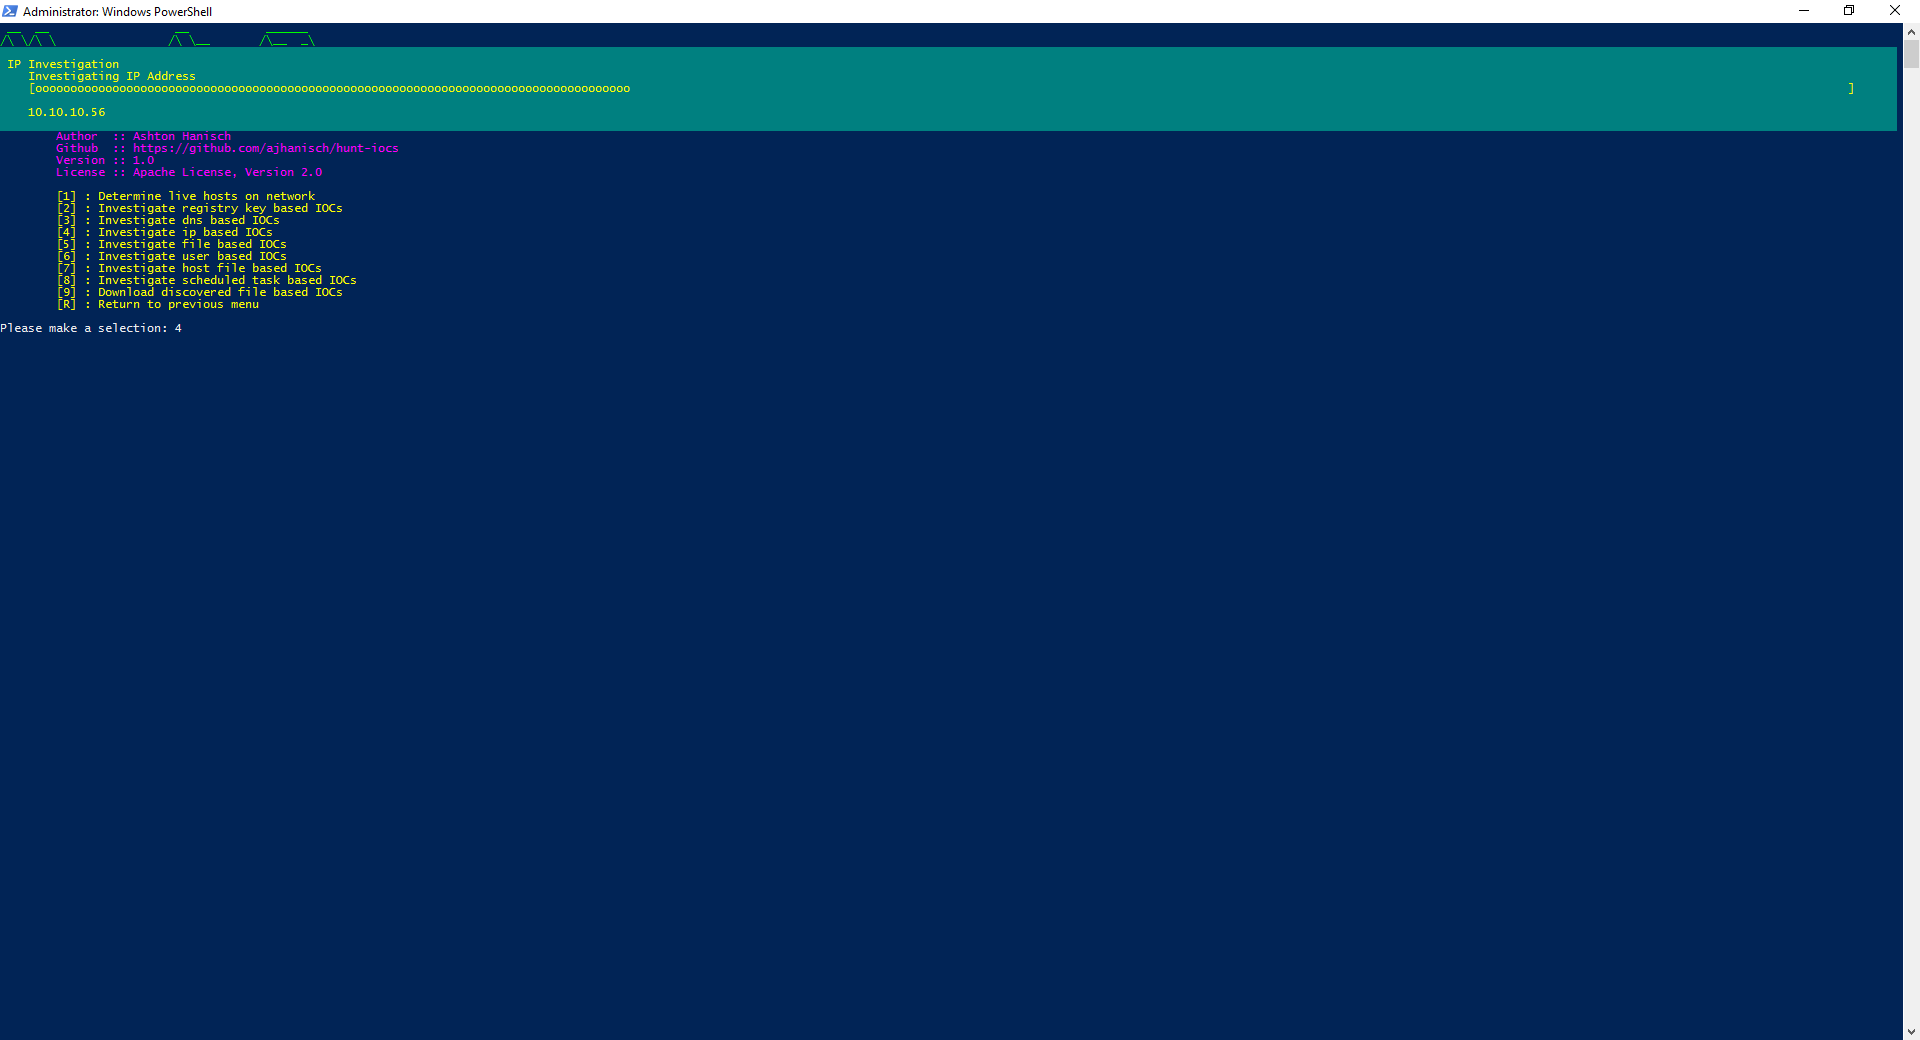 Administrator: Windows PowerShell
IP Investigation
Investigating IP Address
[ooooooooooooooooooooooooooooooooooooooooooooooooooooooooooooooooooooooooooooooooooooo ]
10.10.10.56
Author :: Ashton Hanisch
Github :: https://github.com/ajhanisch/hunt-iocs
Version :: 1.0
License :: Apache License, Version 2.0
[1] : Determine live hosts on network
[2] : Investigate registry key based IOCs
[3] : Investigate dns based IOCs
[4] : Investigate ip based IOCs
[5] : Investigate file based IOCs
[6] : Investigate user based IOCs
[7] : Investigate host file based IOCs
[8] : Investigate scheduled task based IOCs
[9] : Download discovered file based IOCs
[R] : Return to previous menu
Please make a selection: 4